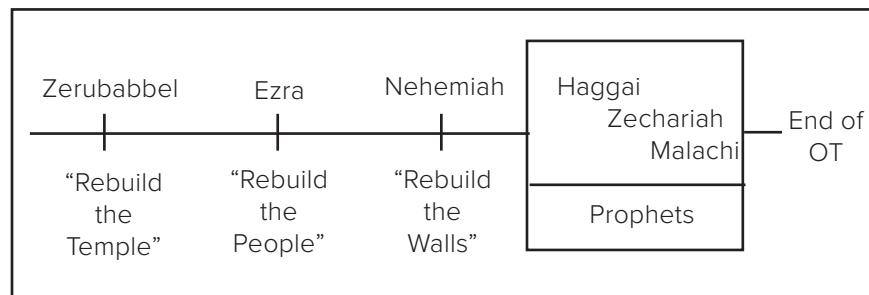 Zerubabbel
Ezra
Nehemiah
Haggai
Zechariah
Malachi
End of
OT
“Rebuild
the
Temple”
“Rebuild
the
People”
“Rebuild
the
Walls”
Prophets